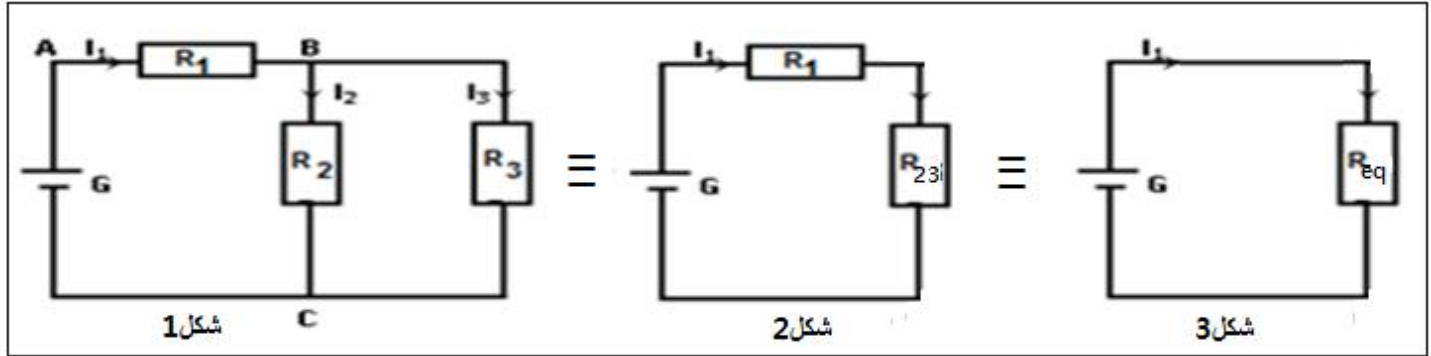 A I₁ R₁ B I₁ R₁ I₁
I₂ I₃
R₂ R₃ ≡ R₂₃ᵢ ≡ Req
G G G
C
شكل1 شكل2 شكل3